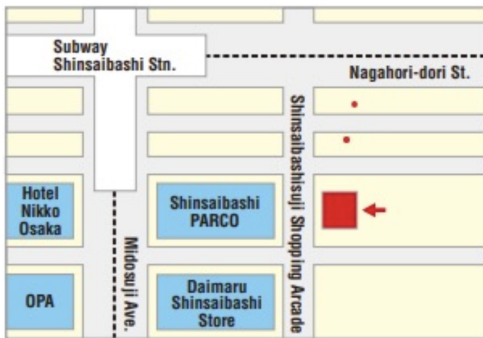 Subway
Shinsaibashi Stn.
Nagahori-dori St.
Shinsaibashisuji Shopping Arcade
Hotel
Nikko
Osaka
Shinsaibashi
PARCO
Midosuji Ave.
OPA
Daimaru
Shinsaibashi
Store